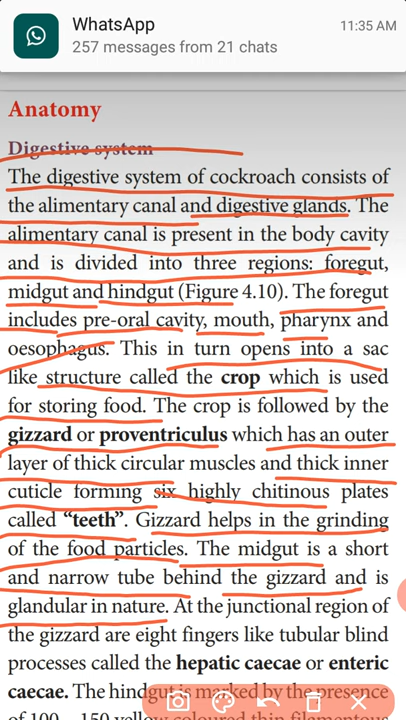 WhatsApp
11:35 AM
257 messages from 21 chats
Anatomy
Digestive system
The digestive system of cockroach consists of
the alimentary canal and digestive glands. The
alimentary canal is present in the body cavity
and is divided into three regions: foregut,
midgut and hindgut (Figure 4.10). The foregut
includes pre-oral cavity, mouth, pharynx and
oesophagus. This in turn opens into a sac
like structure called the crop which is used
for storing food. The crop is followed by the
gizzard or proventriculus which has an outer
layer of thick circular muscles and thick inner
cuticle forming six highly chitinous plates
called “teeth”. Gizzard helps in the grinding
of the food particles. The midgut is a short
and narrow tube behind the gizzard and is
glandular in nature. At the junctional region of
the gizzard are eight fingers like tubular blind
processes called the hepatic caecae or enteric
caecae. The hindgut is marked by the presence
of 100 – 150 yellow coloured thin filamentous